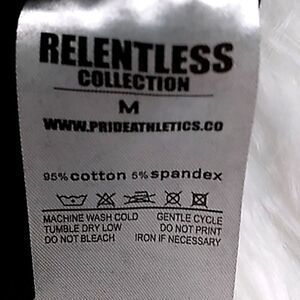 RELENTLESS
COLLECTION
M
WWW.PRIDEATHLETICS.CO
95% cotton 5% spandex
MACHINE WASH COLD GENTLE CYCLE
TUMBLE DRY LOW DO NOT WRING
DO NOT BLEACH IRON IF NECESSARY